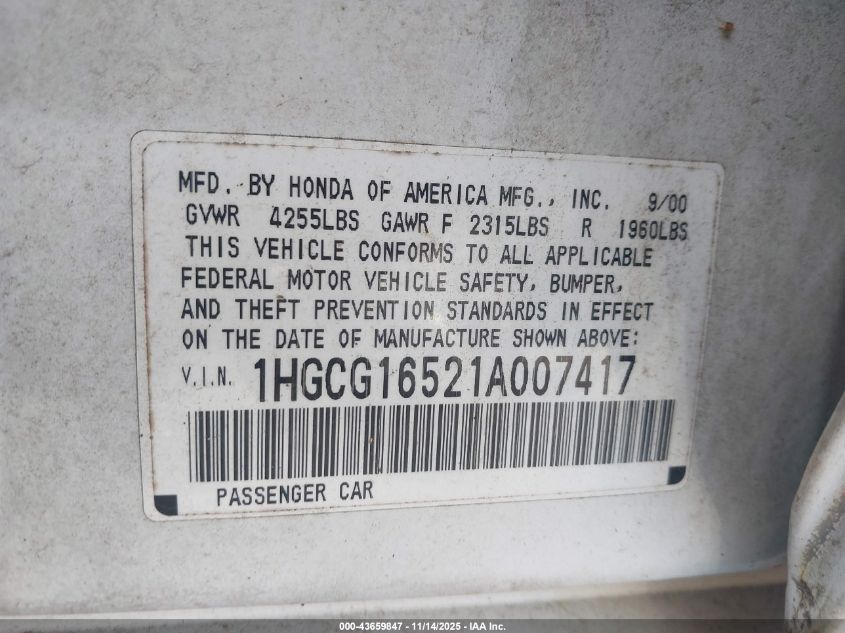 MFD. BY HONDA OF AMERICA MFG., INC. 9/00
GVWR 4255LBS GAWR F 2315LBS R 1960LBS
THIS VEHICLE CONFORMS TO ALL APPLICABLE
FEDERAL MOTOR VEHICLE SAFETY, BUMPER,
AND THEFT PREVENTION STANDARDS IN EFFECT
ON THE DATE OF MANUFACTURE SHOWN ABOVE:
V.I.N. 1HGCG16521A007417
PASSENGER CAR
000-43659847 - 11/14/2025 - IAA Inc.